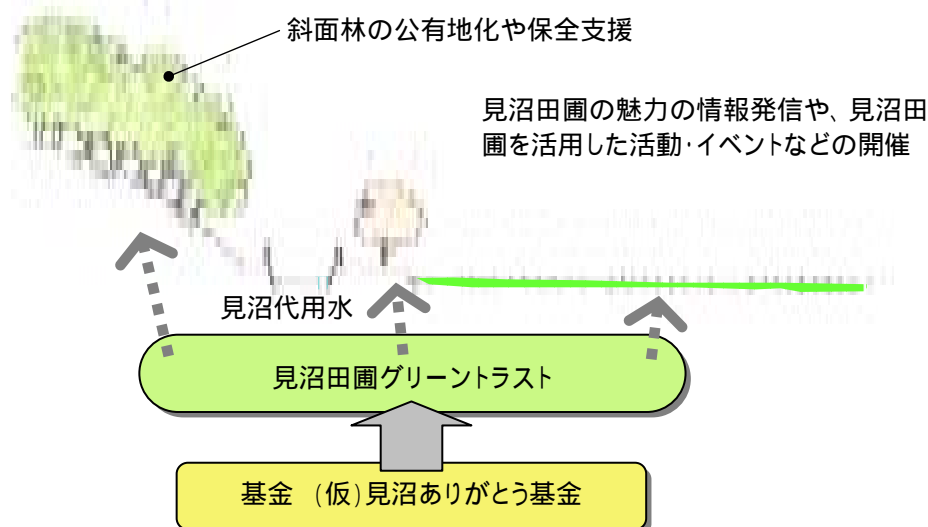 斜面林の公有地化や保全支援
見沼田圃の魅力の情報発信や、見沼田
圃を活用した活動･イベントなどの開催
見沼代用水
見沼田圃グリーントラスト
基金 (仮)見沼ありがとう基金